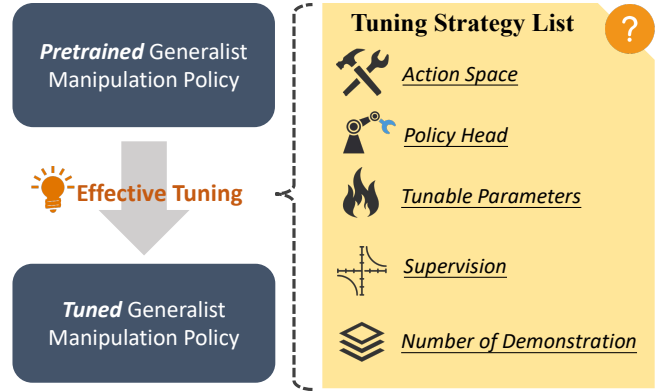 Pretrained Generalist
Manipulation Policy
Effective Tuning
Tuned Generalist
Manipulation Policy
Tuning Strategy List
?
Action Space
Policy Head
Tunable Parameters
Supervision
Number of Demonstration